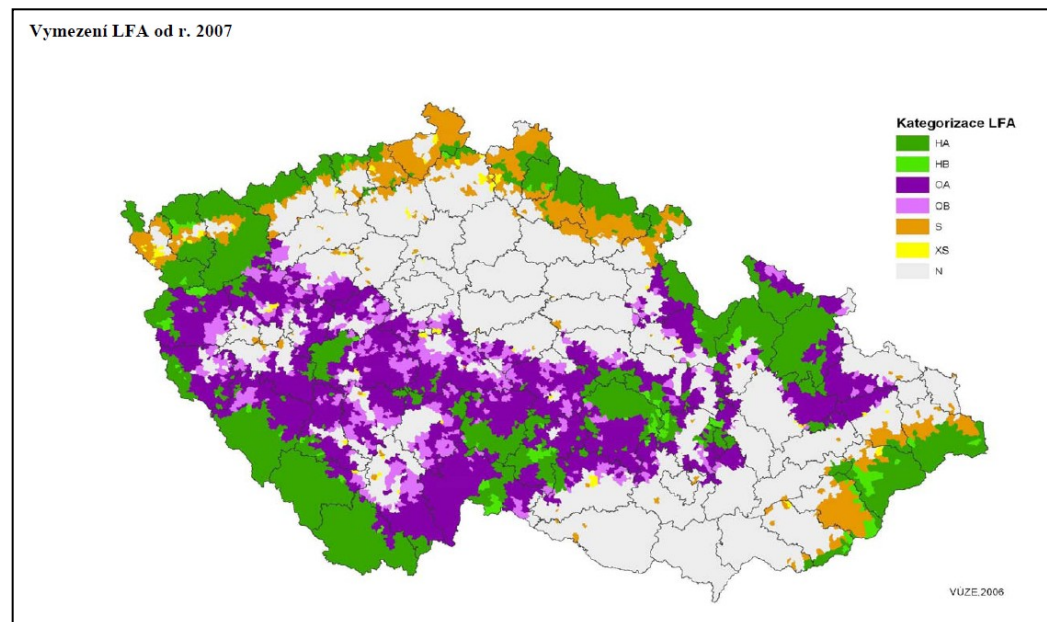 Vymezení LFA od r. 2007
Kategorizace LFA
HA
HB
OA
OB
S
XS
N
VÚZE,2006